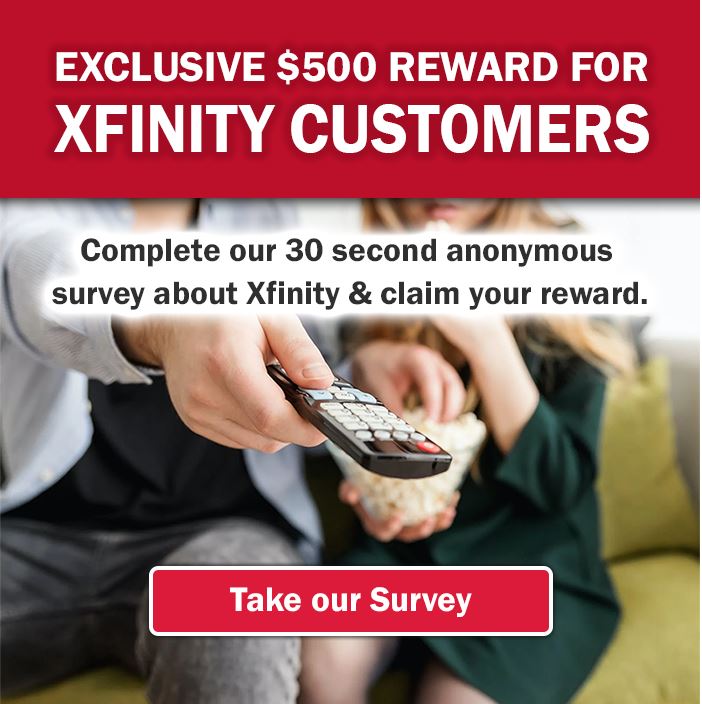 EXCLUSIVE $500 REWARD FOR
XFINITY CUSTOMERS
Complete our 30 second anonymous
survey about Xfinity & claim your reward.
Take our Survey